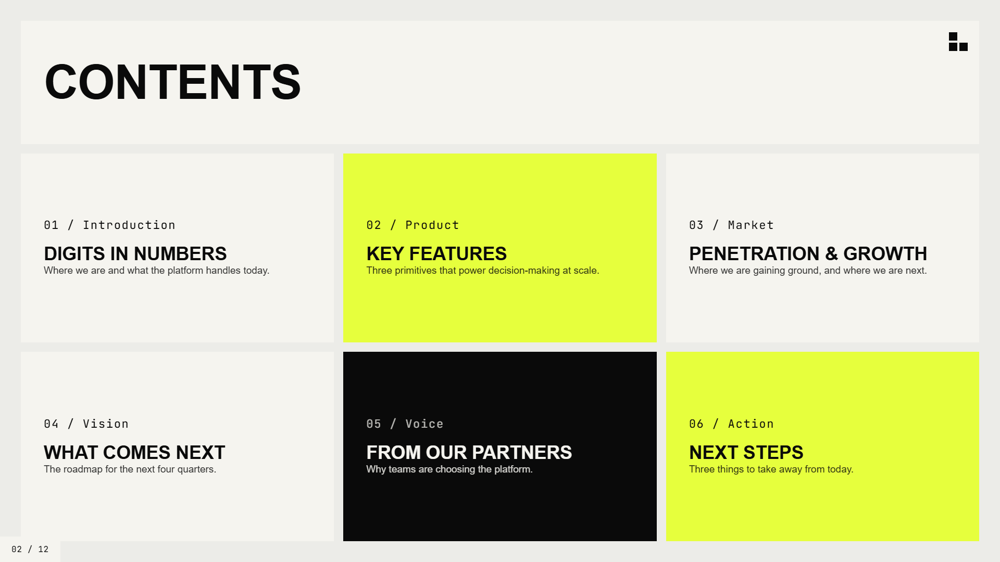 CONTENTS
01 / Introduction
DIGITS IN NUMBERS
Where we are and what the platform handles today.
02 / Product
KEY FEATURES
Three primitives that power decision-making at scale.
03 / Market
PENETRATION & GROWTH
Where we are gaining ground, and where we are next.
04 / Vision
WHAT COMES NEXT
The roadmap for the next four quarters.
05 / Voice
FROM OUR PARTNERS
Why teams are choosing the platform.
06 / Action
NEXT STEPS
Three things to take away from today.
02 / 12